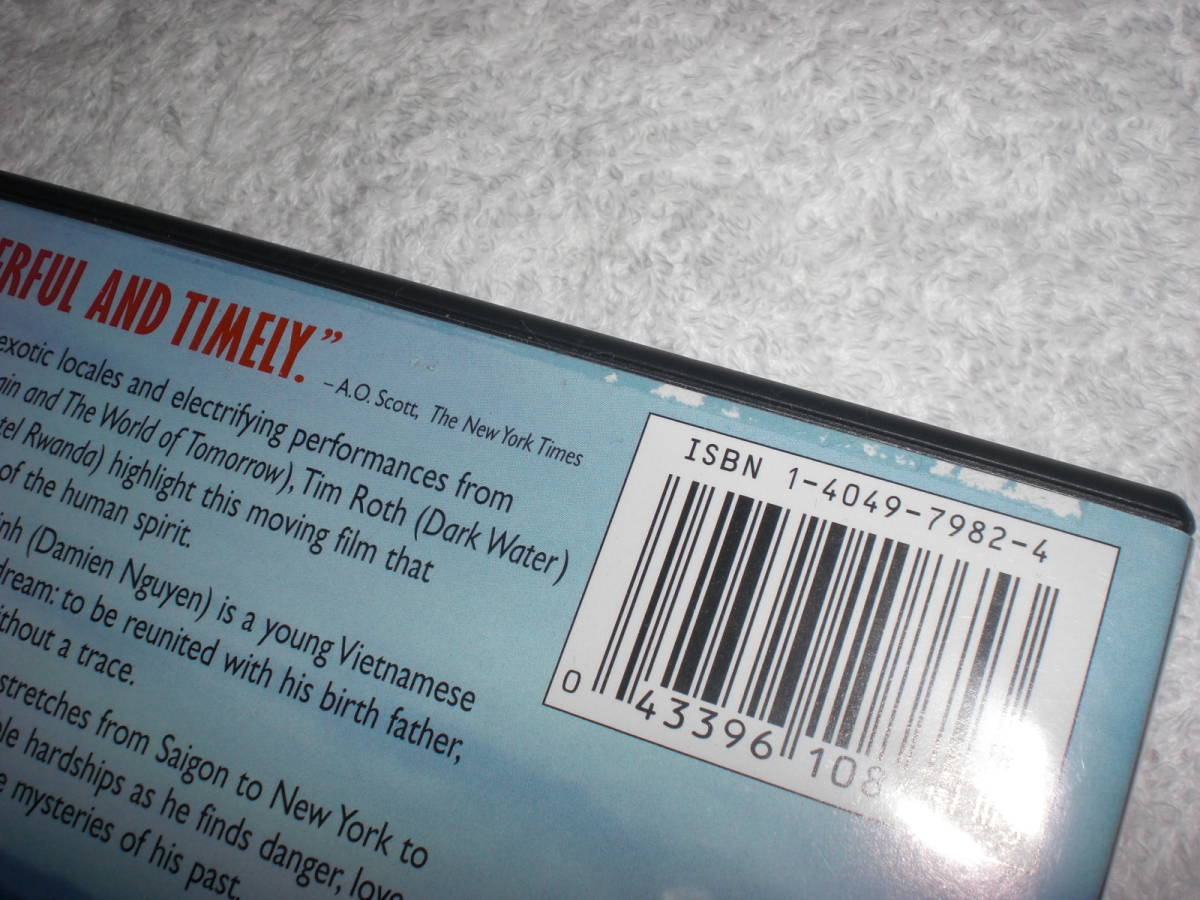 ERFUL AND TIMELY."
– A.O. Scott, The New York Times
exotic locales and electrifying performances from
and The World of Tomorrow), Tim Roth (Dark Water)
Rwanda) highlight this moving film that
of the human spirit.
(Damien Nguyen) is a young Vietnamese
dream: to be reunited with his birth father,
without a trace.
stretches from Saigon to New York to
hardships as he finds danger, love
mysteries of his past.
ISBN 1-4049-7982-4
0 43396 108